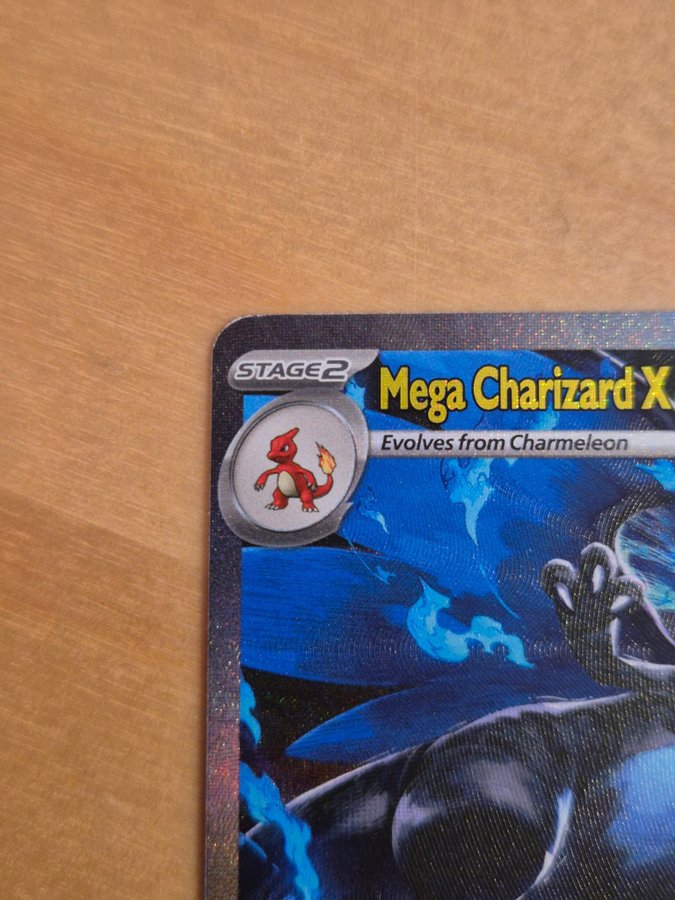 STAGE2
Mega Charizard X
Evolves from Charmeleon